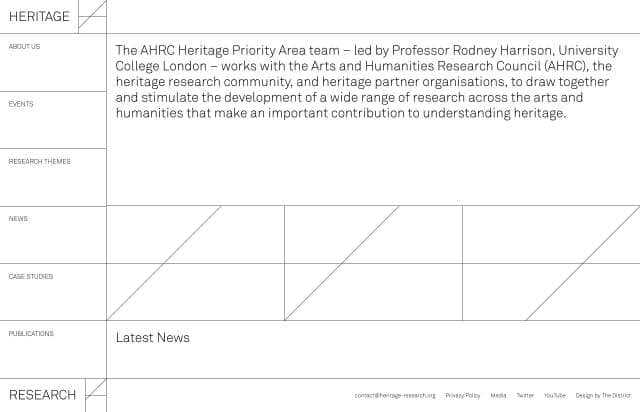 HERITAGE
ABOUT US
EVENTS
RESEARCH THEMES
NEWS
CASE STUDIES
PUBLICATIONS
RESEARCH
The AHRC Heritage Priority Area team – led by Professor Rodney Harrison, University
College London – works with the Arts and Humanities Research Council (AHRC), the
heritage research community, and heritage partner organisations, to draw together
and stimulate the development of a wide range of research across the arts and
humanities that make an important contribution to understanding heritage.
Latest News
contact@heritage-research.org Privacy Policy Media Twitter YouTube Design by The District